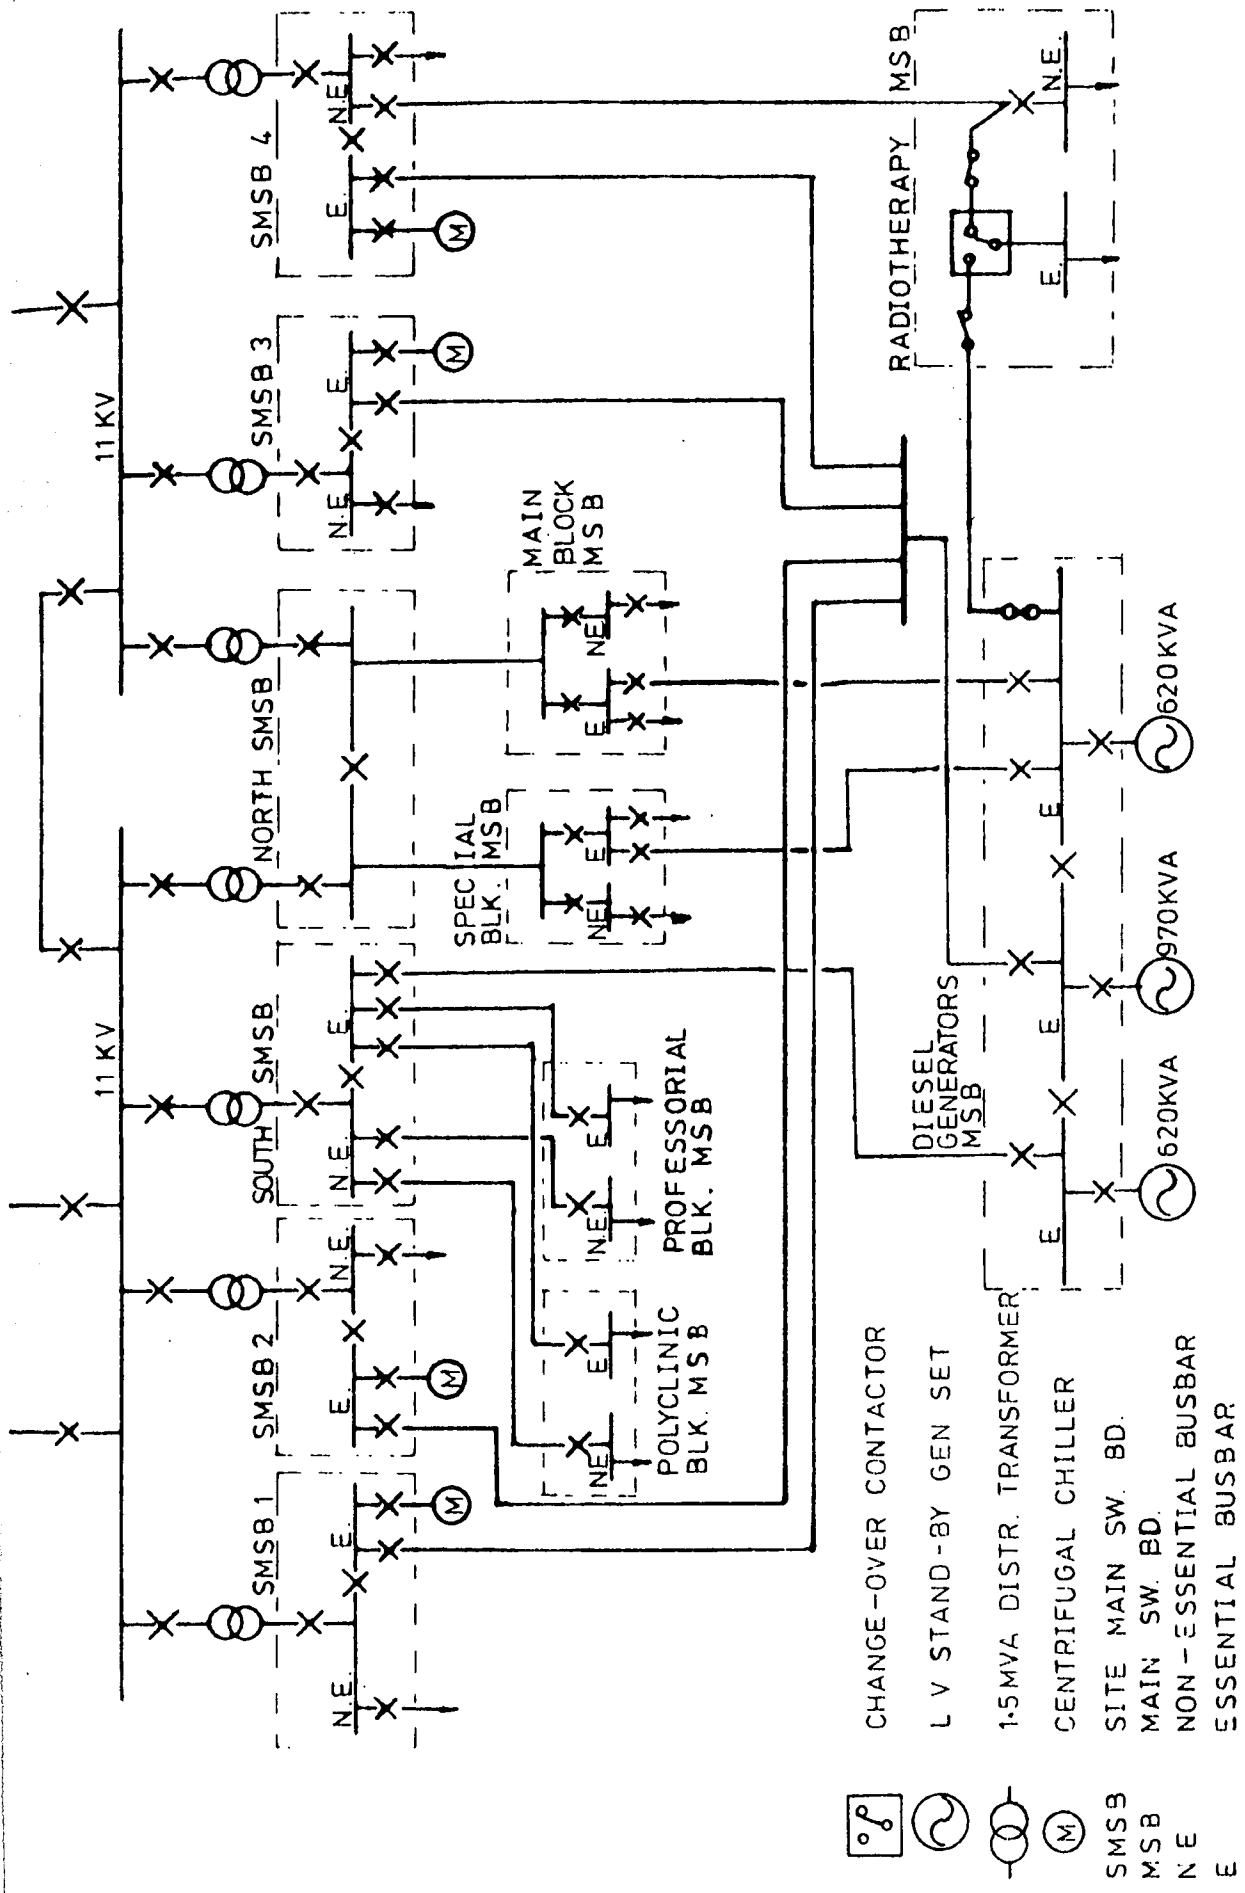 11 KV
11 KV
SMSB 1
SMSB 2
SOUTH SMSB
NORTH SMSB
SMSB 3
SMSB 4
N.E.
E.
E.
N.E.
N.E.
E.
N.E.
E.
E.
N.E.
M
M
M
M
SPECIAL
BLK. MSB
NE
E
MAIN
BLOCK
MSB
E
NE
NE
E
POLYCLINIC
BLK. MSB
N.E.
E
PROFESSORIAL
BLK. MSB
RADIOTHERAPY MSB
E.
N.E.
DIESEL
GENERATORS
MSB
E
E
E
620KVA
970KVA
620KVA
CHANGE-OVER CONTACTOR
L V STAND-BY GEN SET
1·5MVA DISTR. TRANSFORMER
M CENTRIFUGAL CHILLER
SMSB SITE MAIN SW. BD.
MSB MAIN SW. BD.
N E NON-ESSENTIAL BUSBAR
E ESSENTIAL BUSBAR